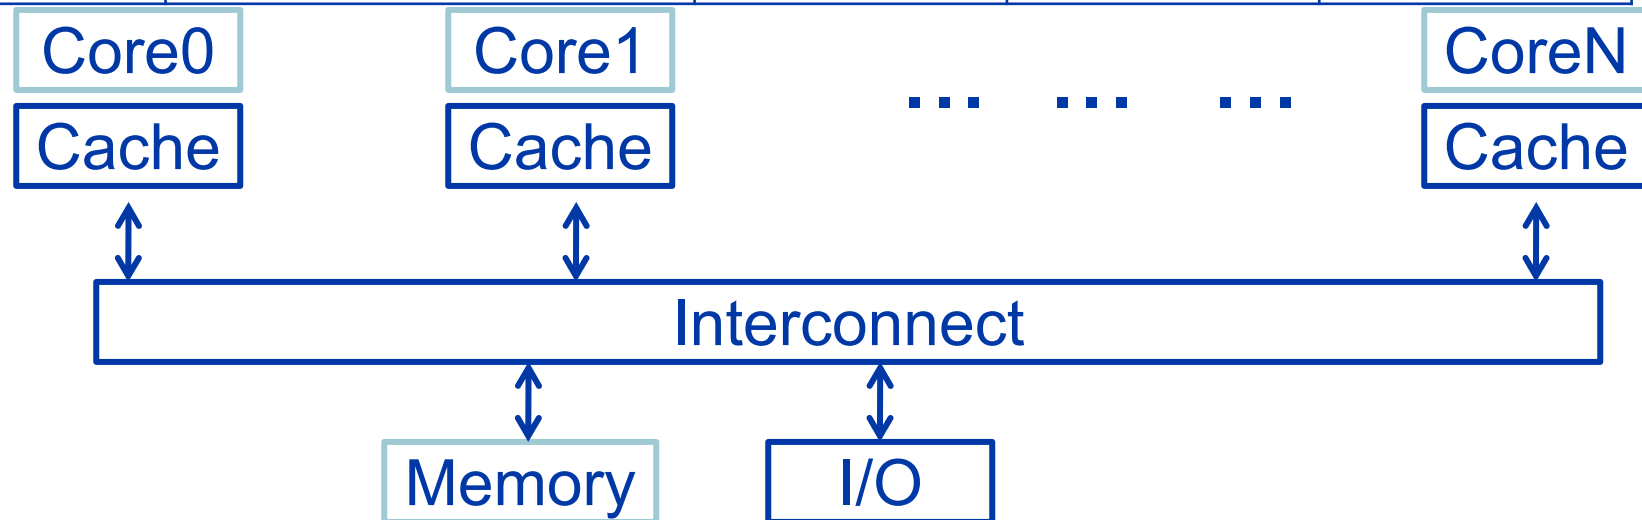 Core0 Core1 CoreN
... ... ...
Cache Cache Cache
Interconnect
Memory I/O